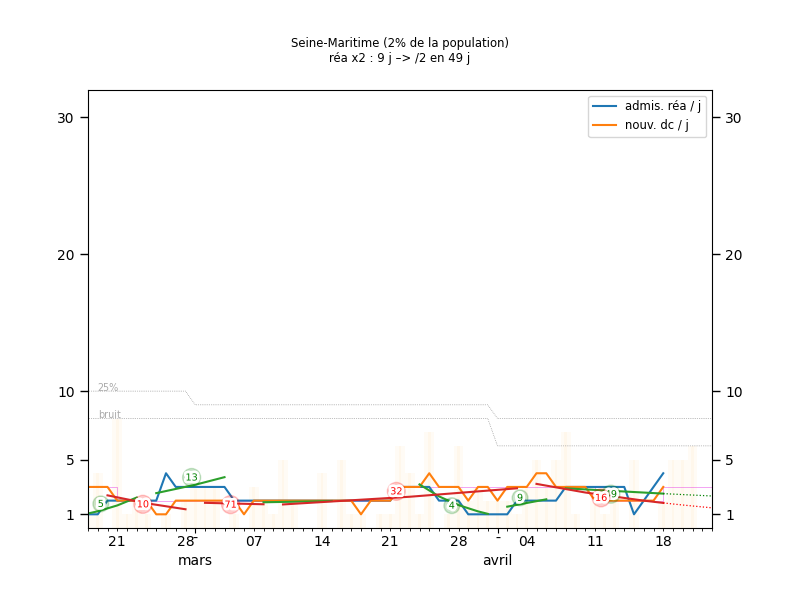 Seine-Maritime (2% de la population)
réa x2 : 9 j –> /2 en 49 j
admis. réa / j
nouv. dc / j
30 30
20 20
10 10
25%
bruit
5 5
13
32
5 10 71 4 9 16
1 1
21 28 07 14 21 28 04 11 18
mars avril